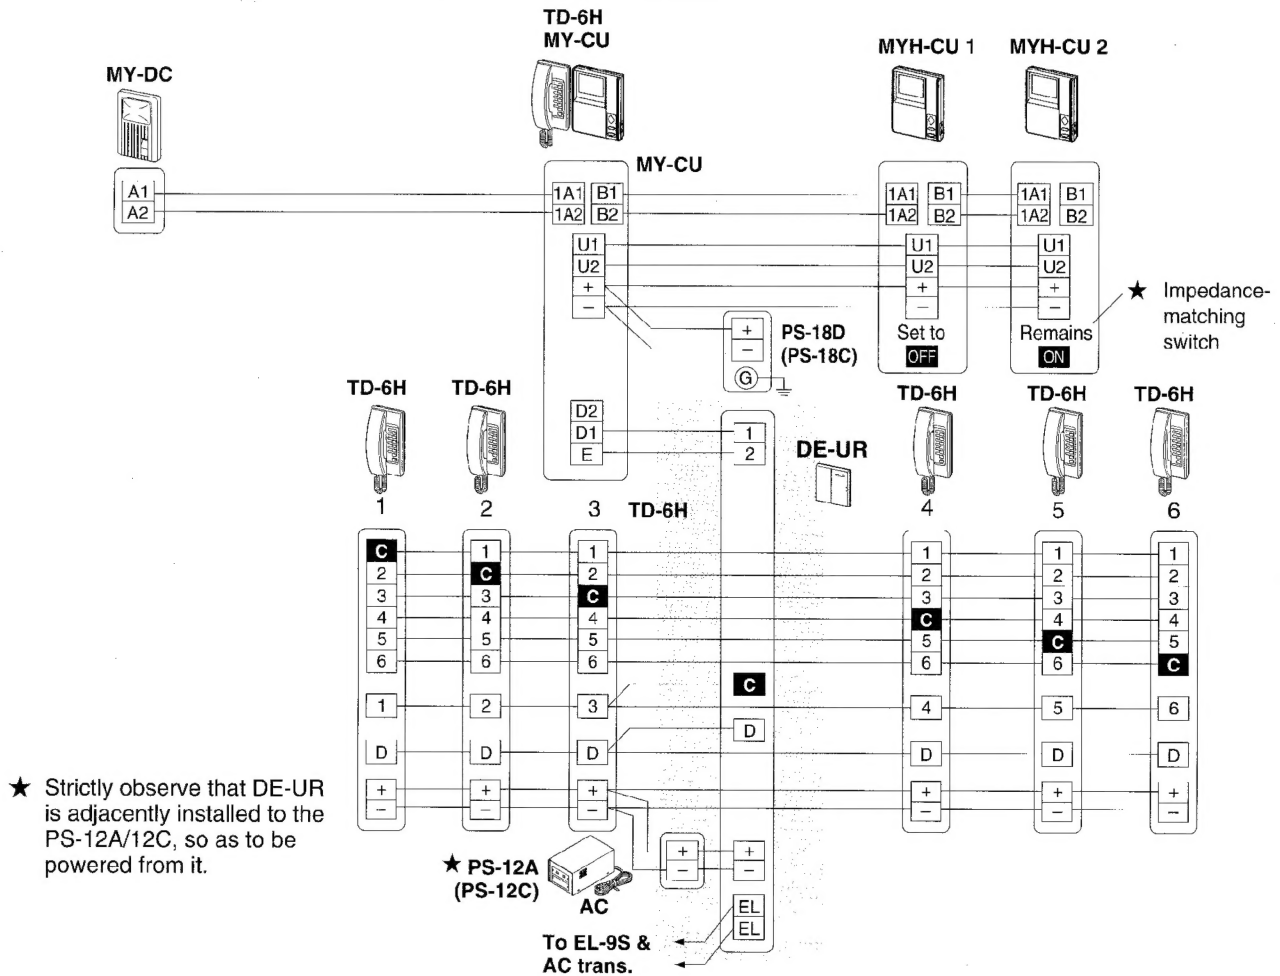 TD-6H
MY-CU
MYH-CU 1
MYH-CU 2
MY-DC
MY-CU
A1
A2
1A1 B1
1A2 B2
1A1 B1
1A2 B2
1A1 B1
1A2 B2
U1
U2
+
−
U1
U2
+
−
U1
U2
+
−
★ Impedance-
matching
switch
Set to
OFF
Remains
ON
+
−
G
PS-18D
(PS-18C)
TD-6H
TD-6H
TD-6H
TD-6H
TD-6H
D2
D1
E
1
2
DE-UR
1
2
3
TD-6H
4
5
6
C
2
3
4
5
6
1
D
+
−
1
C
3
4
5
6
2
D
+
−
1
2
C
4
5
6
3
D
+
−
C
D
1
2
3
C
5
6
4
D
+
−
1
2
3
4
C
6
5
D
+
−
1
2
3
4
5
C
6
D
+
−
★ Strictly observe that DE-UR
is adjacently installed to the
PS-12A/12C, so as to be
powered from it.
★ PS-12A
(PS-12C)
AC
+
−
+
−
EL
EL
To EL-9S &
AC trans.